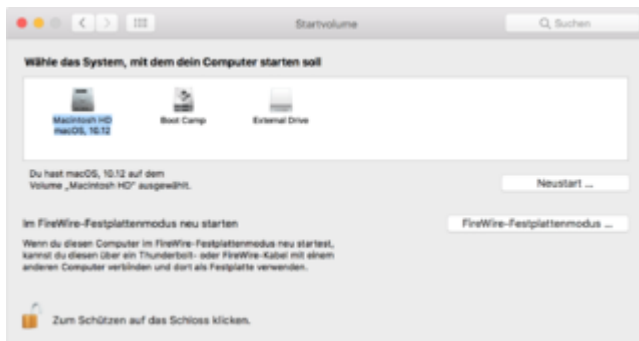 Startvolume
Suchen
Wähle das System, mit dem dein Computer starten soll
Macintosh HD
macOS, 10.12
Boot Camp
External Drive
Du hast macOS, 10.12 auf dem
Volume „Macintosh HD“ ausgewählt.
Neustart ...
Im FireWire-Festplattenmodus neu starten
FireWire-Festplattenmodus ...
Wenn du diesen Computer im FireWire-Festplattenmodus neu startest,
kannst du diesen über ein Thunderbolt- oder FireWire-Kabel mit einem
anderen Computer verbinden und dort als Festplatte verwenden.
Zum Schützen auf das Schloss klicken.